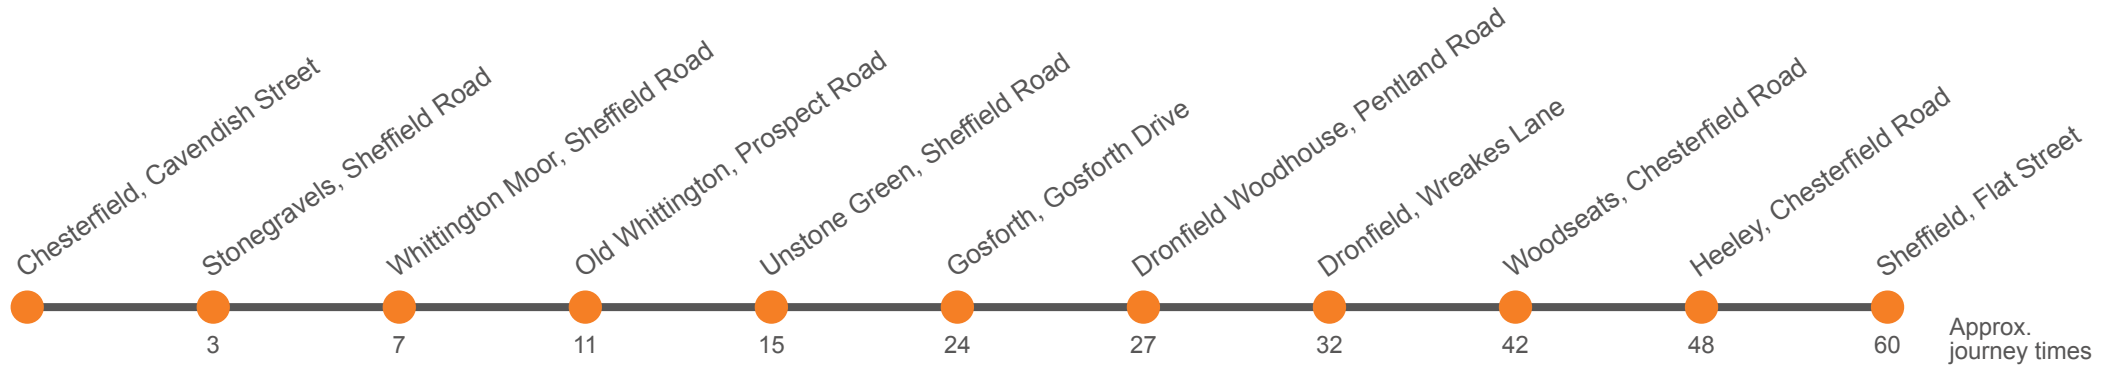 Chesterfield, Cavendish Street
Stonegravels, Sheffield Road
Whittington Moor, Sheffield Road
Old Whittington, Prospect Road
Unstone Green, Sheffield Road
Gosforth, Gosforth Drive
Dronfield Woodhouse, Pentland Road
Dronfield, Wreakes Lane
Woodseats, Chesterfield Road
Heeley, Chesterfield Road
Sheffield, Flat Street
3 7 11 15 24 27 32 42 48 60
Approx.
journey times